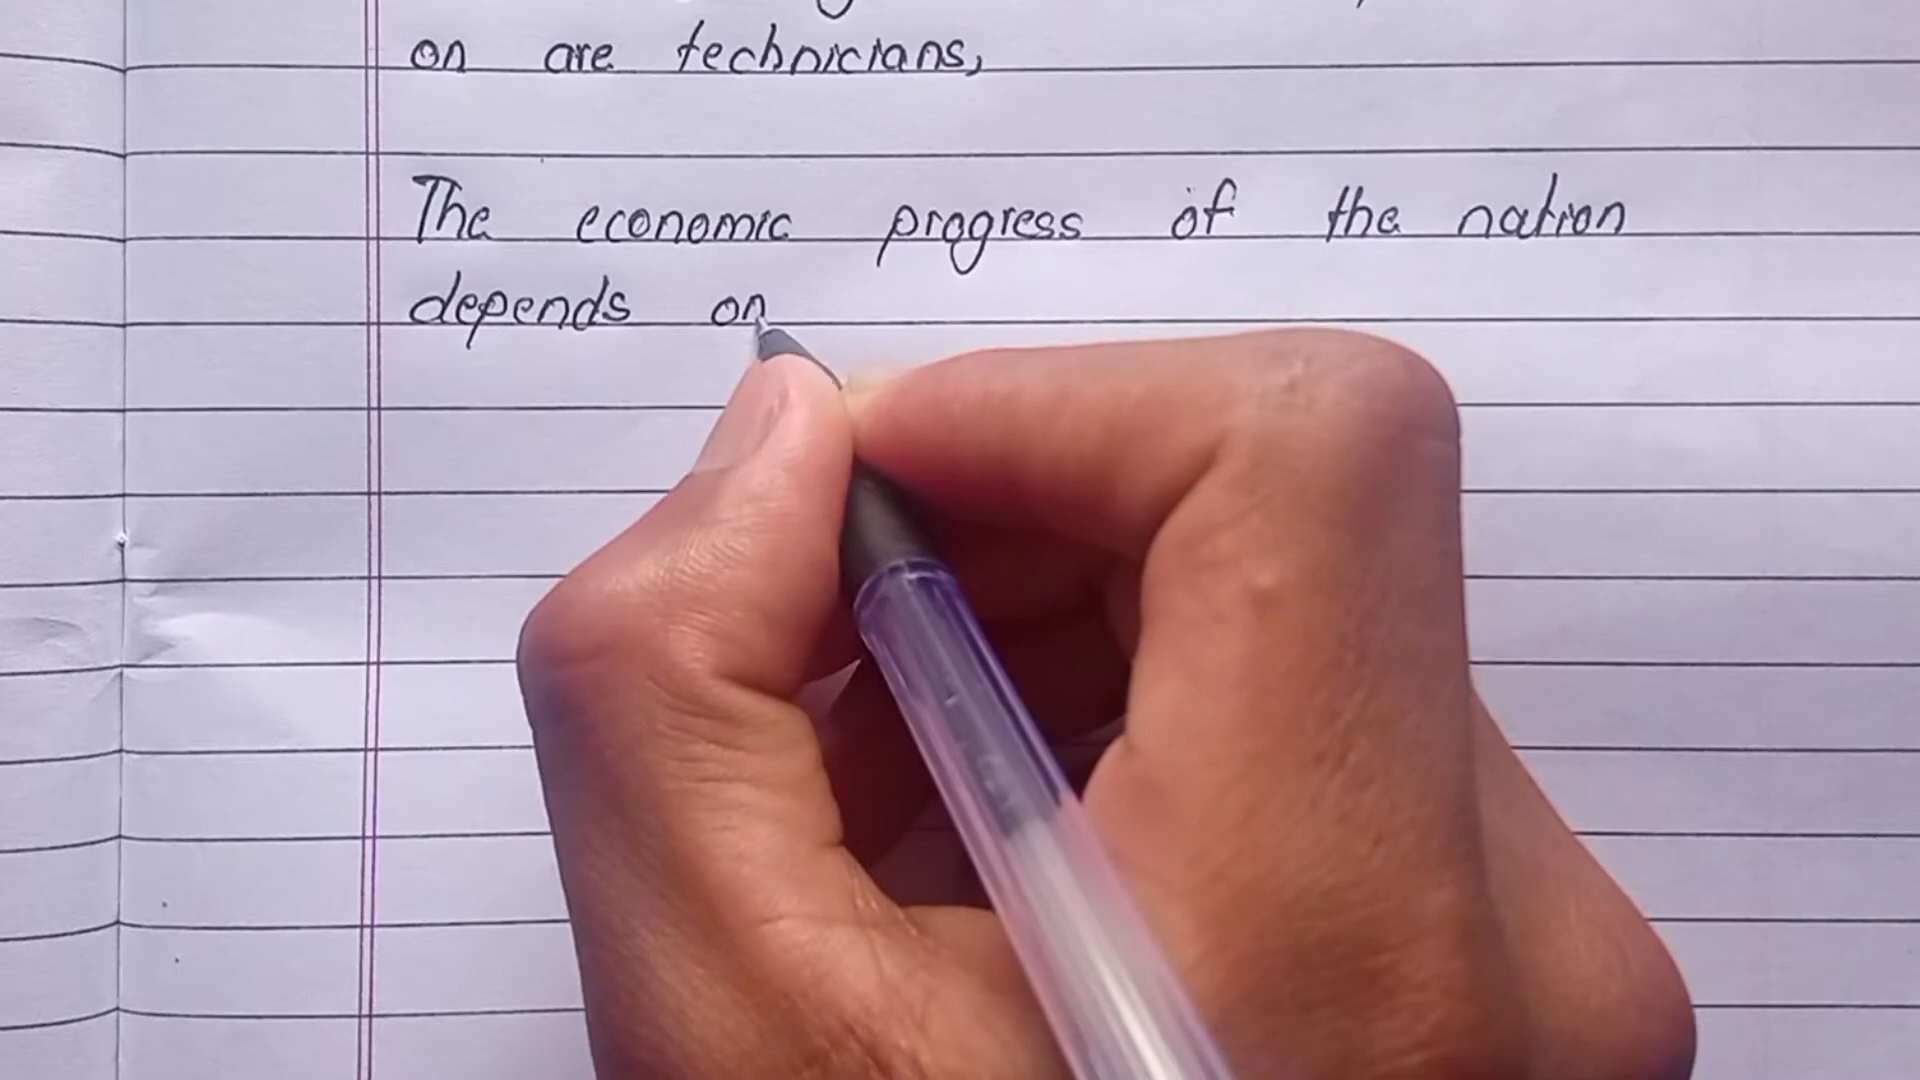 on are technicians,
The economic progress of the nation
depends on